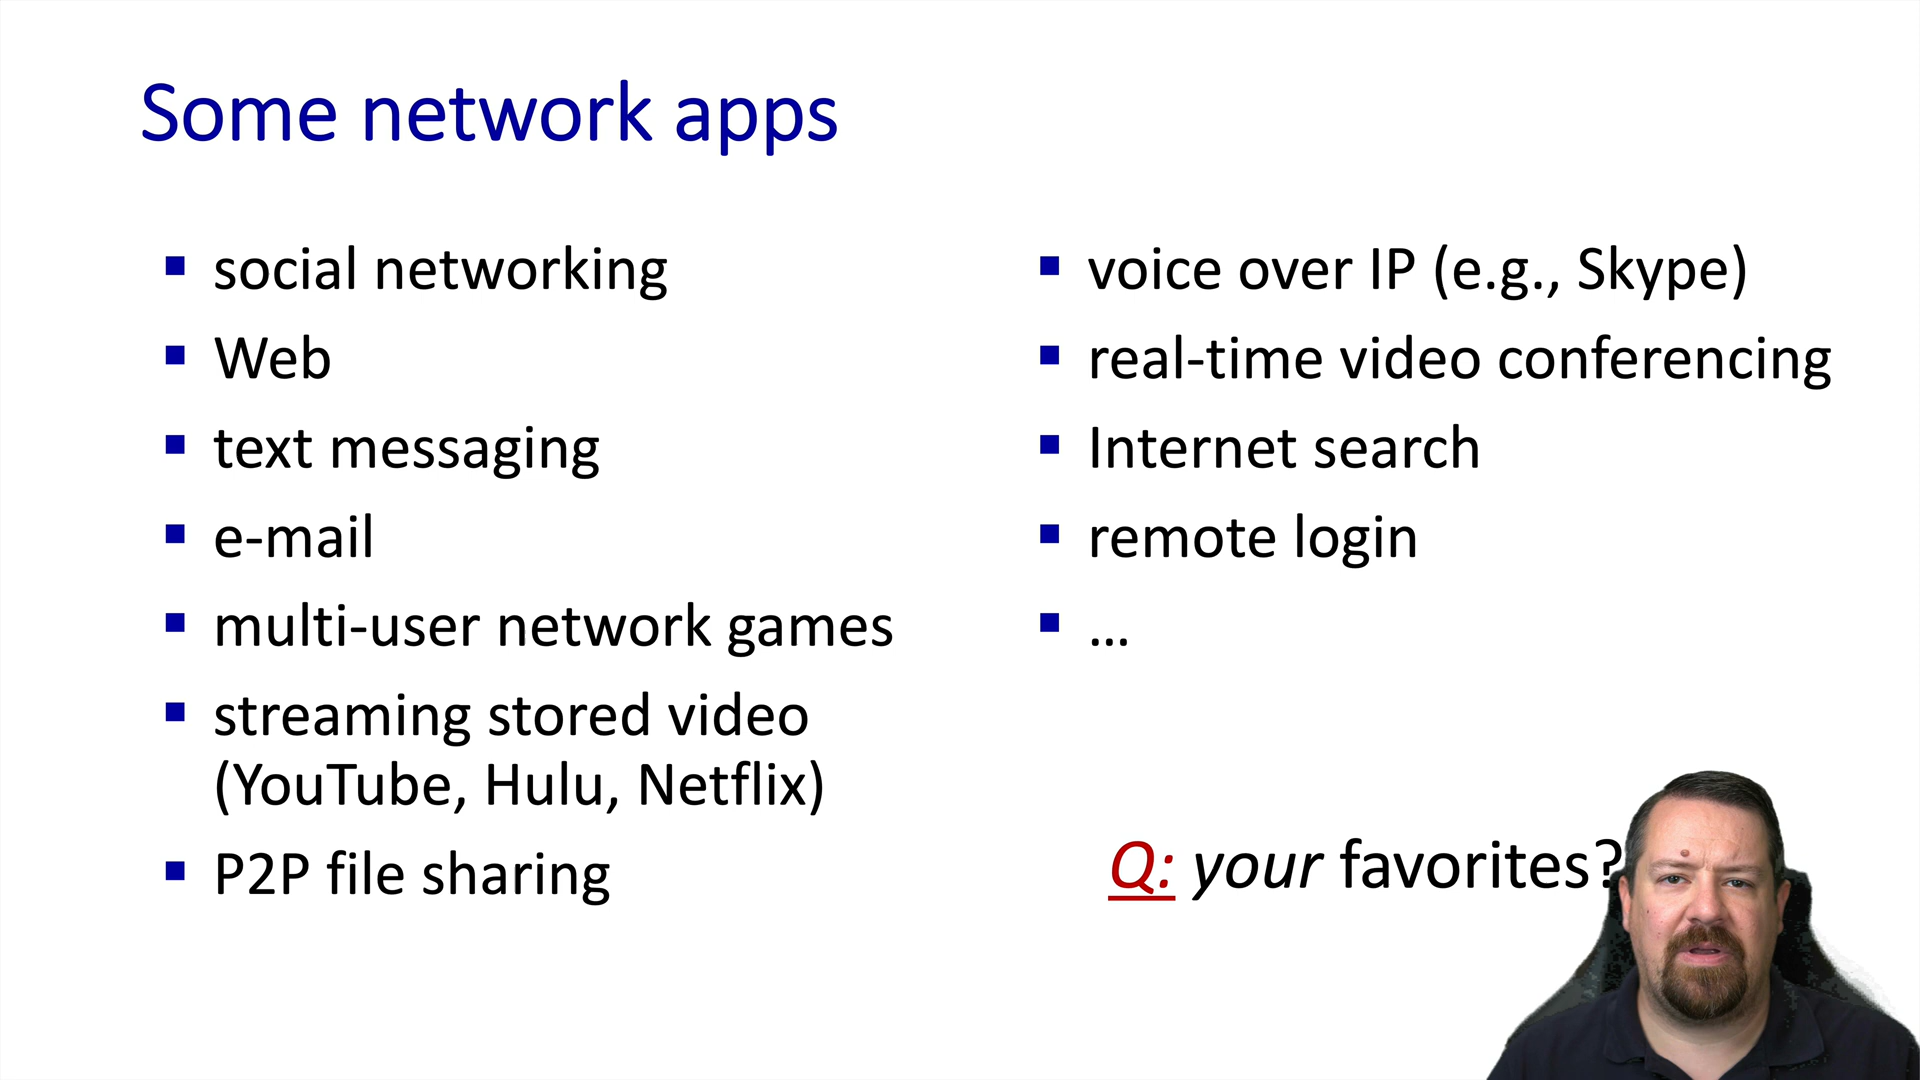 Some network apps
▪ social networking
▪ Web
▪ text messaging
▪ e-mail
▪ multi-user network games
▪ streaming stored video
(YouTube, Hulu, Netflix)
▪ P2P file sharing
▪ voice over IP (e.g., Skype)
▪ real-time video conferencing
▪ Internet search
▪ remote login
▪ …
Q: your favorites?